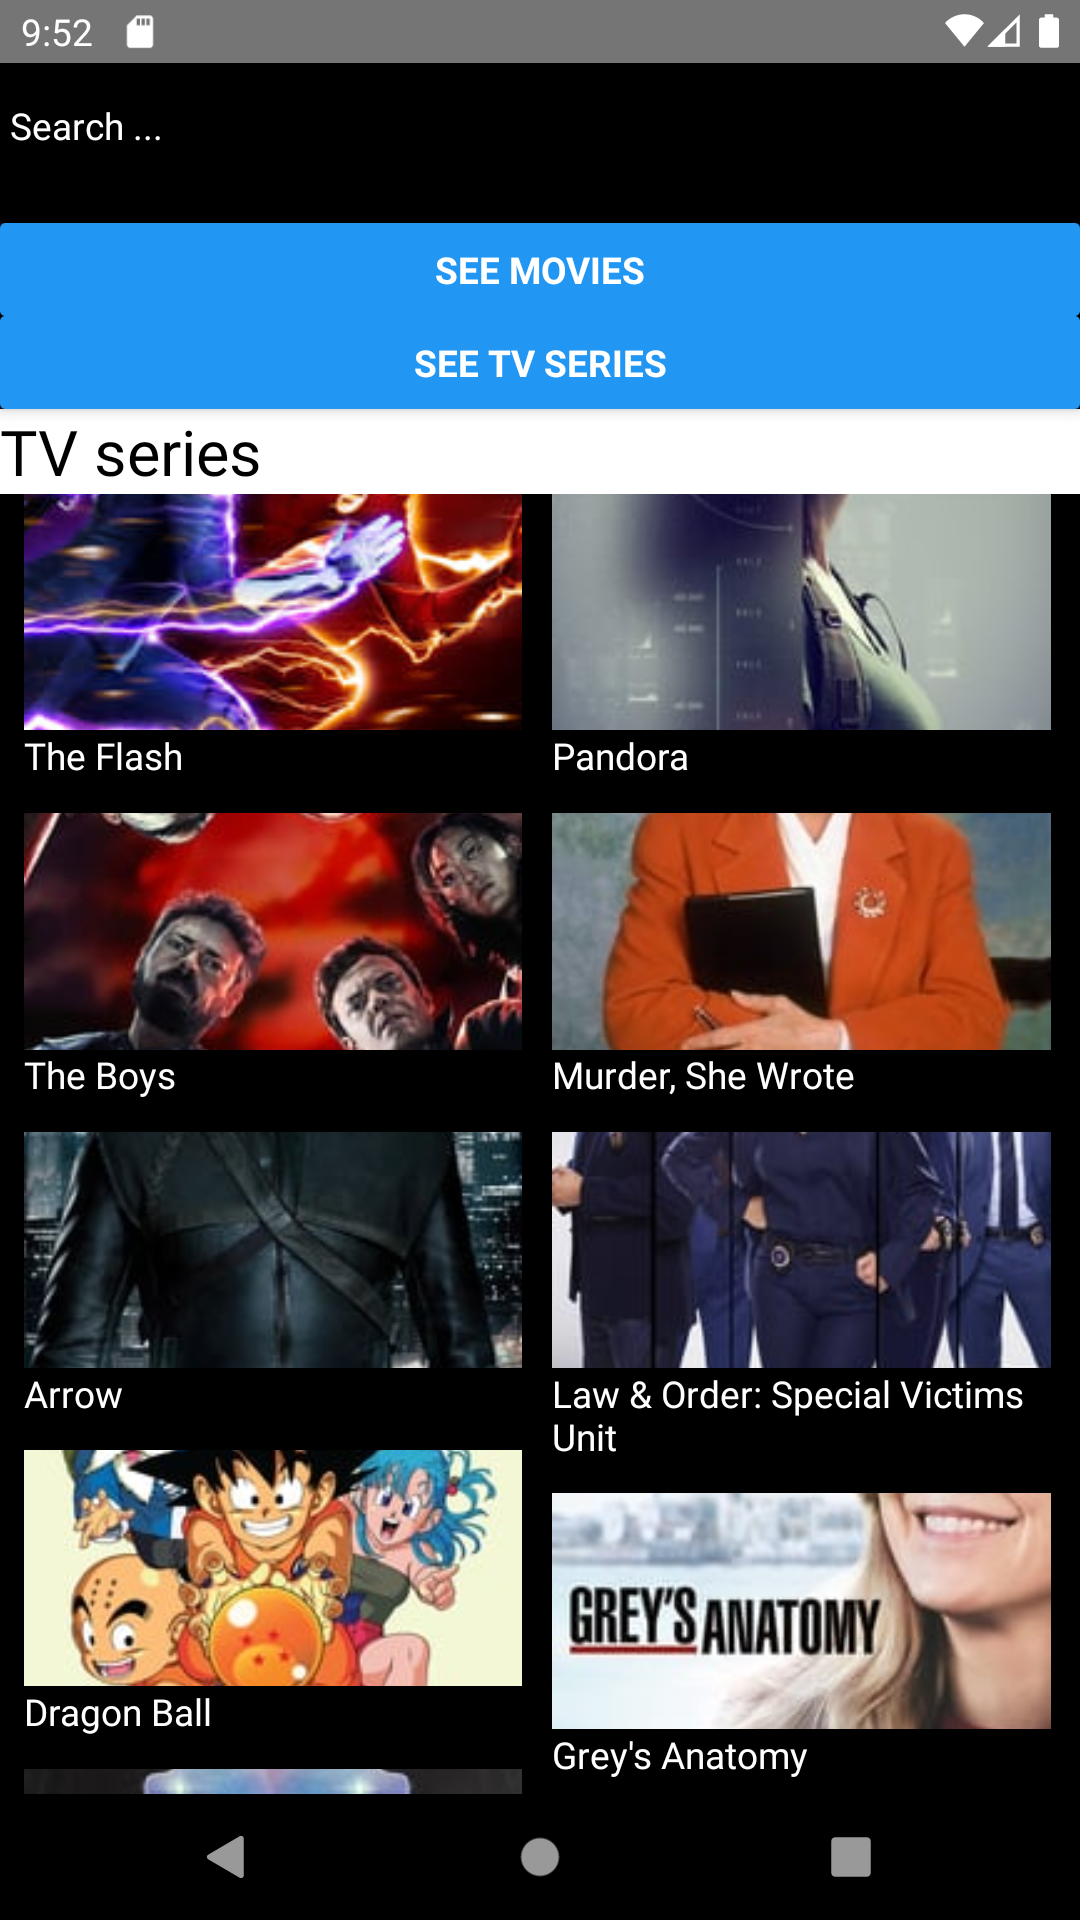 9:52
Search ...
SEE MOVIES
SEE TV SERIES
TV series
The Flash
Pandora
The Boys
Murder, She Wrote
Arrow
Law & Order: Special Victims
Unit
GREY'S ANATOMY
Dragon Ball
Grey's Anatomy